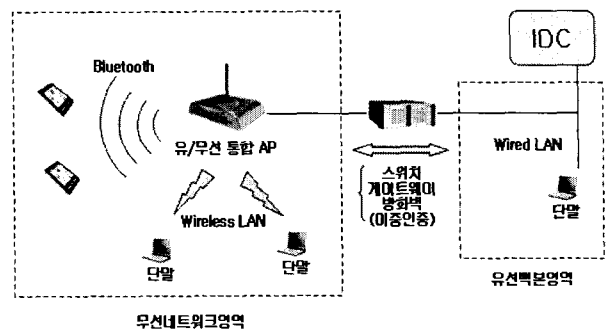 IDC
Bluetooth
유/무선 통합 AP
Wired LAN
스위치
게이트웨이
방화벽
(이중인증)
Wireless LAN
단말
단말
단말
유선백본영역
무선네트워크영역